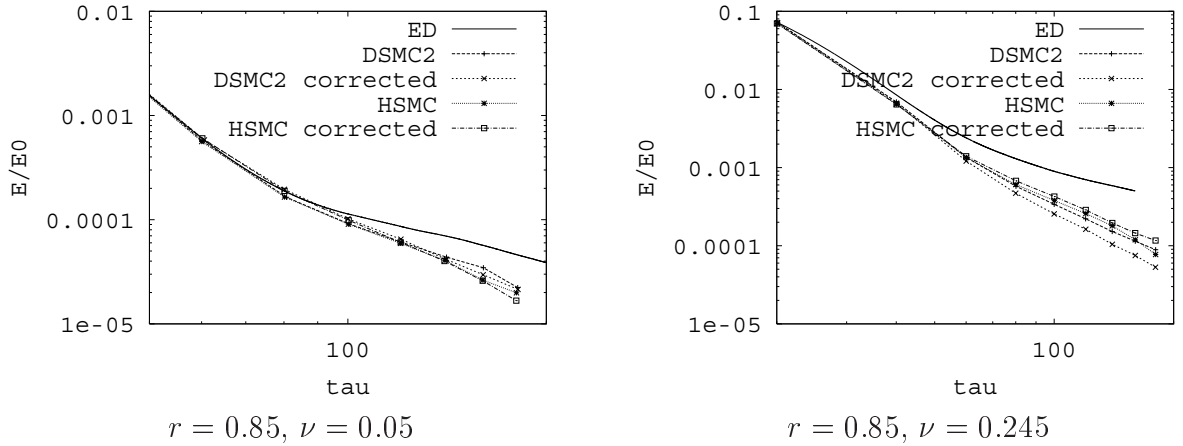 0.01
0.001
0.0001
1e-05
E/E0
100
tau
ED
DSMC2
DSMC2 corrected
HSMC
HSMC corrected
r = 0.85, ν = 0.05
0.1
0.01
0.001
0.0001
1e-05
E/E0
100
tau
ED
DSMC2
DSMC2 corrected
HSMC
HSMC corrected
r = 0.85, ν = 0.245